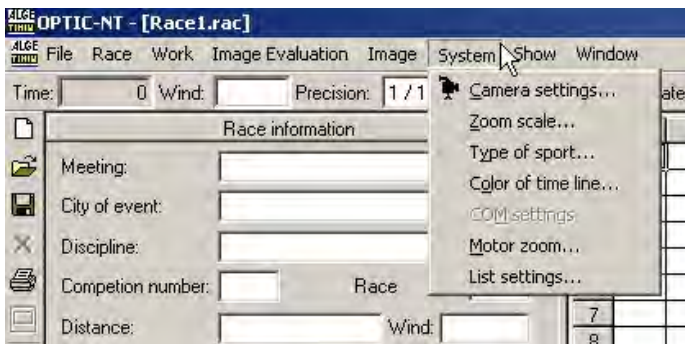 ALGE TIMING OPTIC-NT - [Race1.rac]
ALGE TIMING File Race Work Image Evaluation Image System Show Window
Time: 0 Wind: Precision: 1 / 1
Camera settings...
Race information
Zoom scale...
Meeting:
Type of sport...
City of event:
Color of time line...
COM settings
Discipline:
Motor zoom...
Competion number: Race
List settings...
Distance: Wind:
7
8